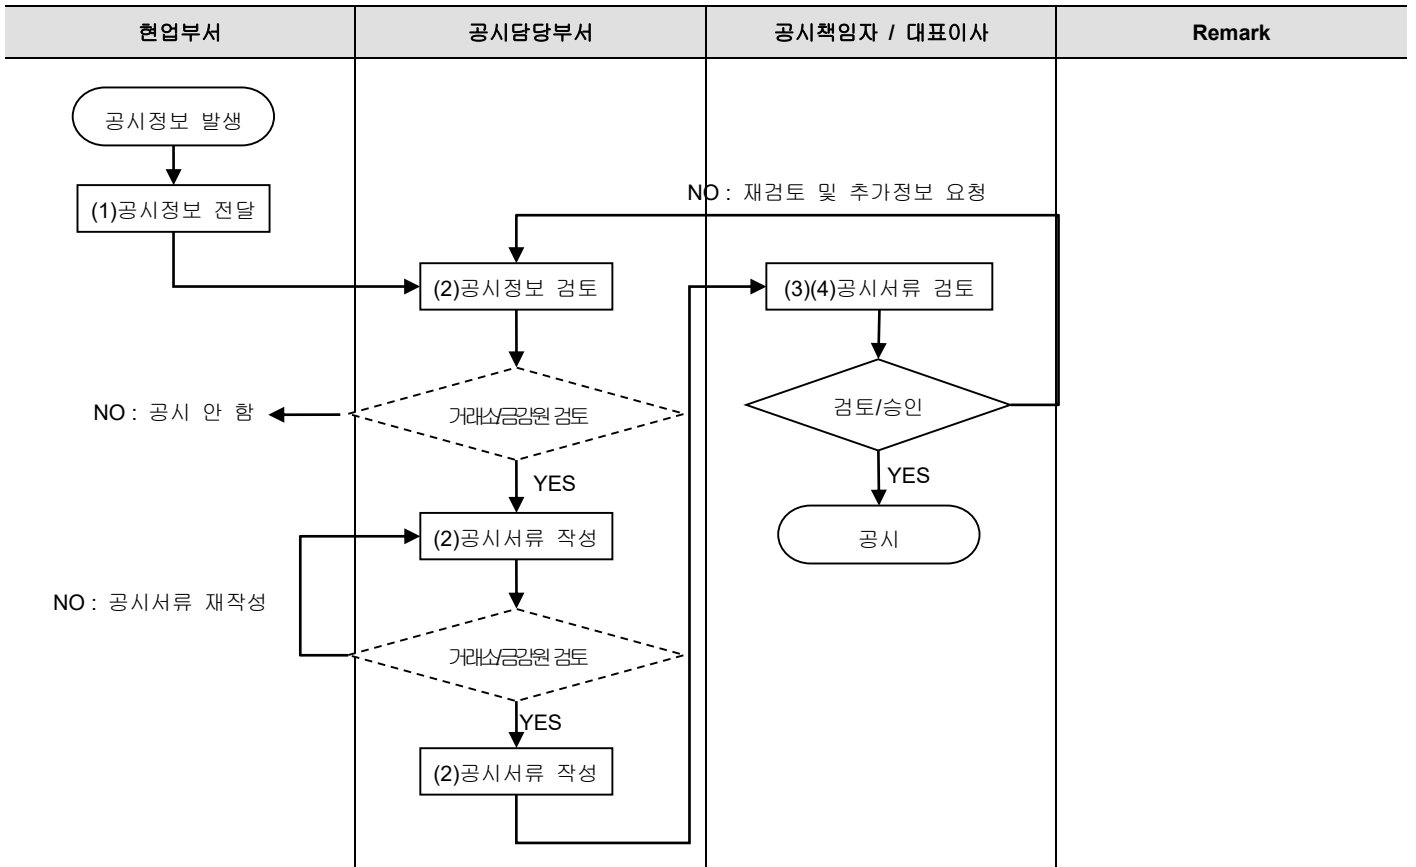 현업부서
공시담당부서
공시책임자 / 대표이사
Remark
공시정보 발생
(1)공시정보 전달
NO : 재검토 및 추가정보 요청
(2)공시정보 검토
(3)(4)공시서류 검토
NO : 공시 안 함
거래소/금감원 검토
검토/승인
YES
YES
(2)공시서류 작성
공시
NO : 공시서류 재작성
거래소/금감원 검토
YES
(2)공시서류 작성